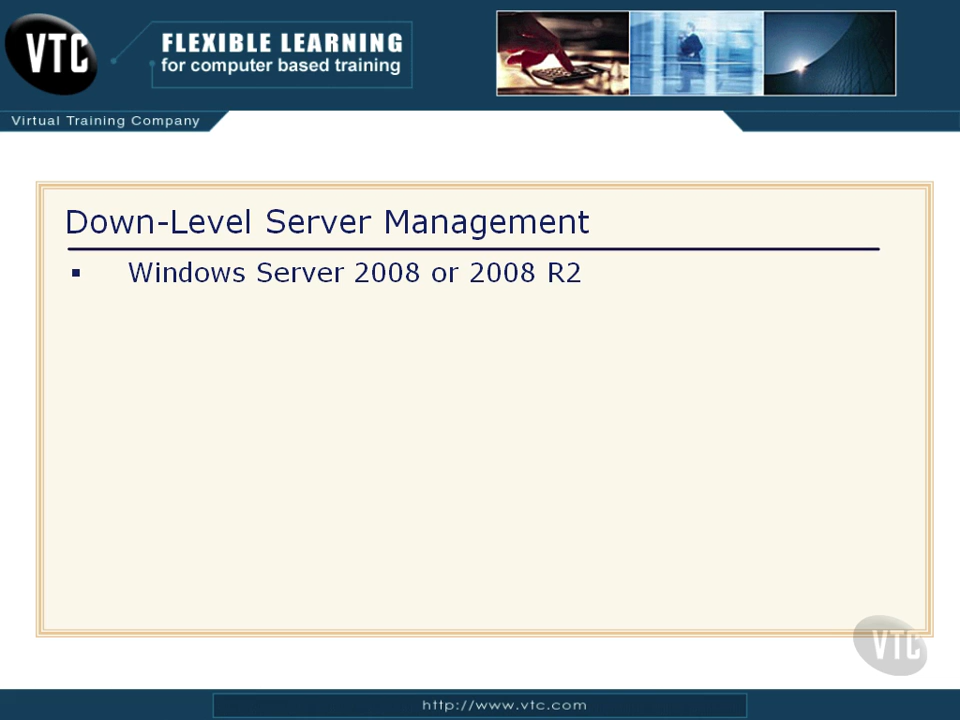 VTC
FLEXIBLE LEARNING
for computer based training
Virtual Training Company
Down-Level Server Management
▪ Windows Server 2008 or 2008 R2
VTC
http://www.vtc.com